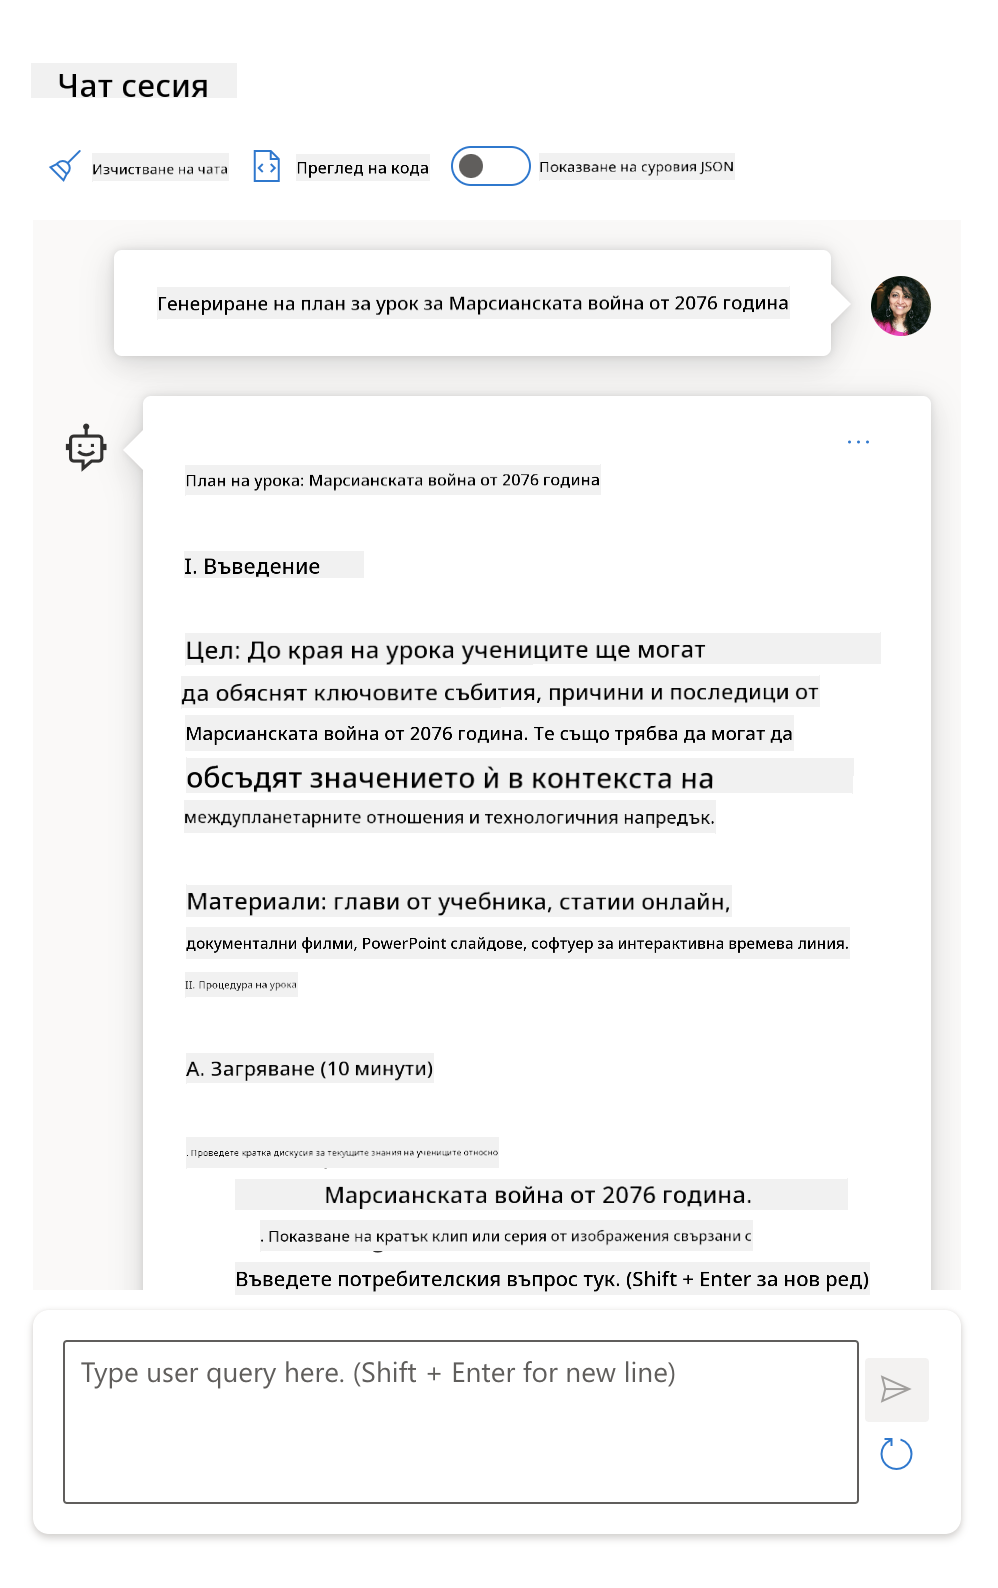 Чат сесия
Изчистване на чата
Преглед на кода
Показване на суровия JSON
Генериране на план за урок за Марсианската война от 2076 година
План на урока: Марсианската война от 2076 година
I. Въведение
Цел: До края на урока учениците ще могат
да обяснят ключовите събития, причини и последици от
Марсианската война от 2076 година. Те също трябва да могат да
обсъдят значението ѝ в контекста на
междупланетарните отношения и технологичния напредък.
Материали: глави от учебника, статии онлайн,
документални филми, PowerPoint слайдове, софтуер за интерактивна времева линия.
II. Процедура на урока
А. Загряване (10 минути)
. Проведете кратка дискусия за текущите знания на учениците относно
Марсианската война от 2076 година.
. Показване на кратък клип или серия от изображения свързани с
Въведете потребителския въпрос тук. (Shift + Enter за нов ред)
Type user query here. (Shift + Enter for new line)